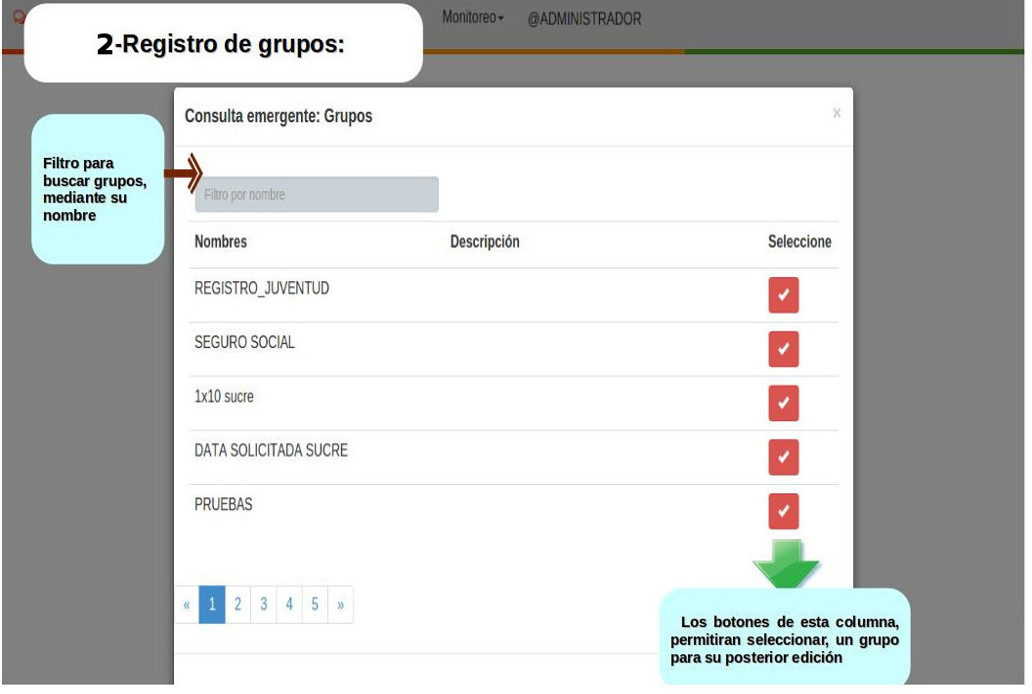 Monitoreo @ADMINISTRADOR
2-Registro de grupos:
Consulta emergente: Grupos x
Filtro para
buscar grupos,
mediante su
nombre
Filtro por nombre
Nombres Descripción Seleccione
REGISTRO_JUVENTUD
SEGURO SOCIAL
1x10 sucre
DATA SOLICITADA SUCRE
PRUEBAS
« 1 2 3 4 5 »
Los botones de esta columna,
permitiran seleccionar, un grupo
para su posterior edición